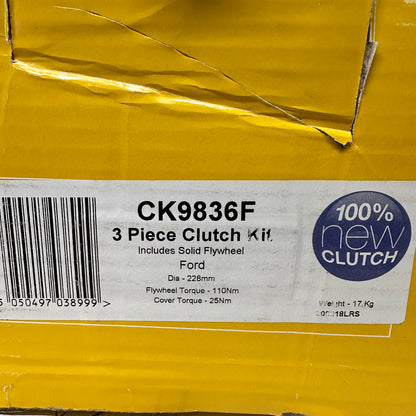 CK9836F
3 Piece Clutch Kit
Includes Solid Flywheel
Ford
Dia - 228mm
Flywheel Torque - 110Nm
Cover Torque - 25Nm
5 050497 038999 >
100%
new
CLUTCH
Weight - 17.Kg